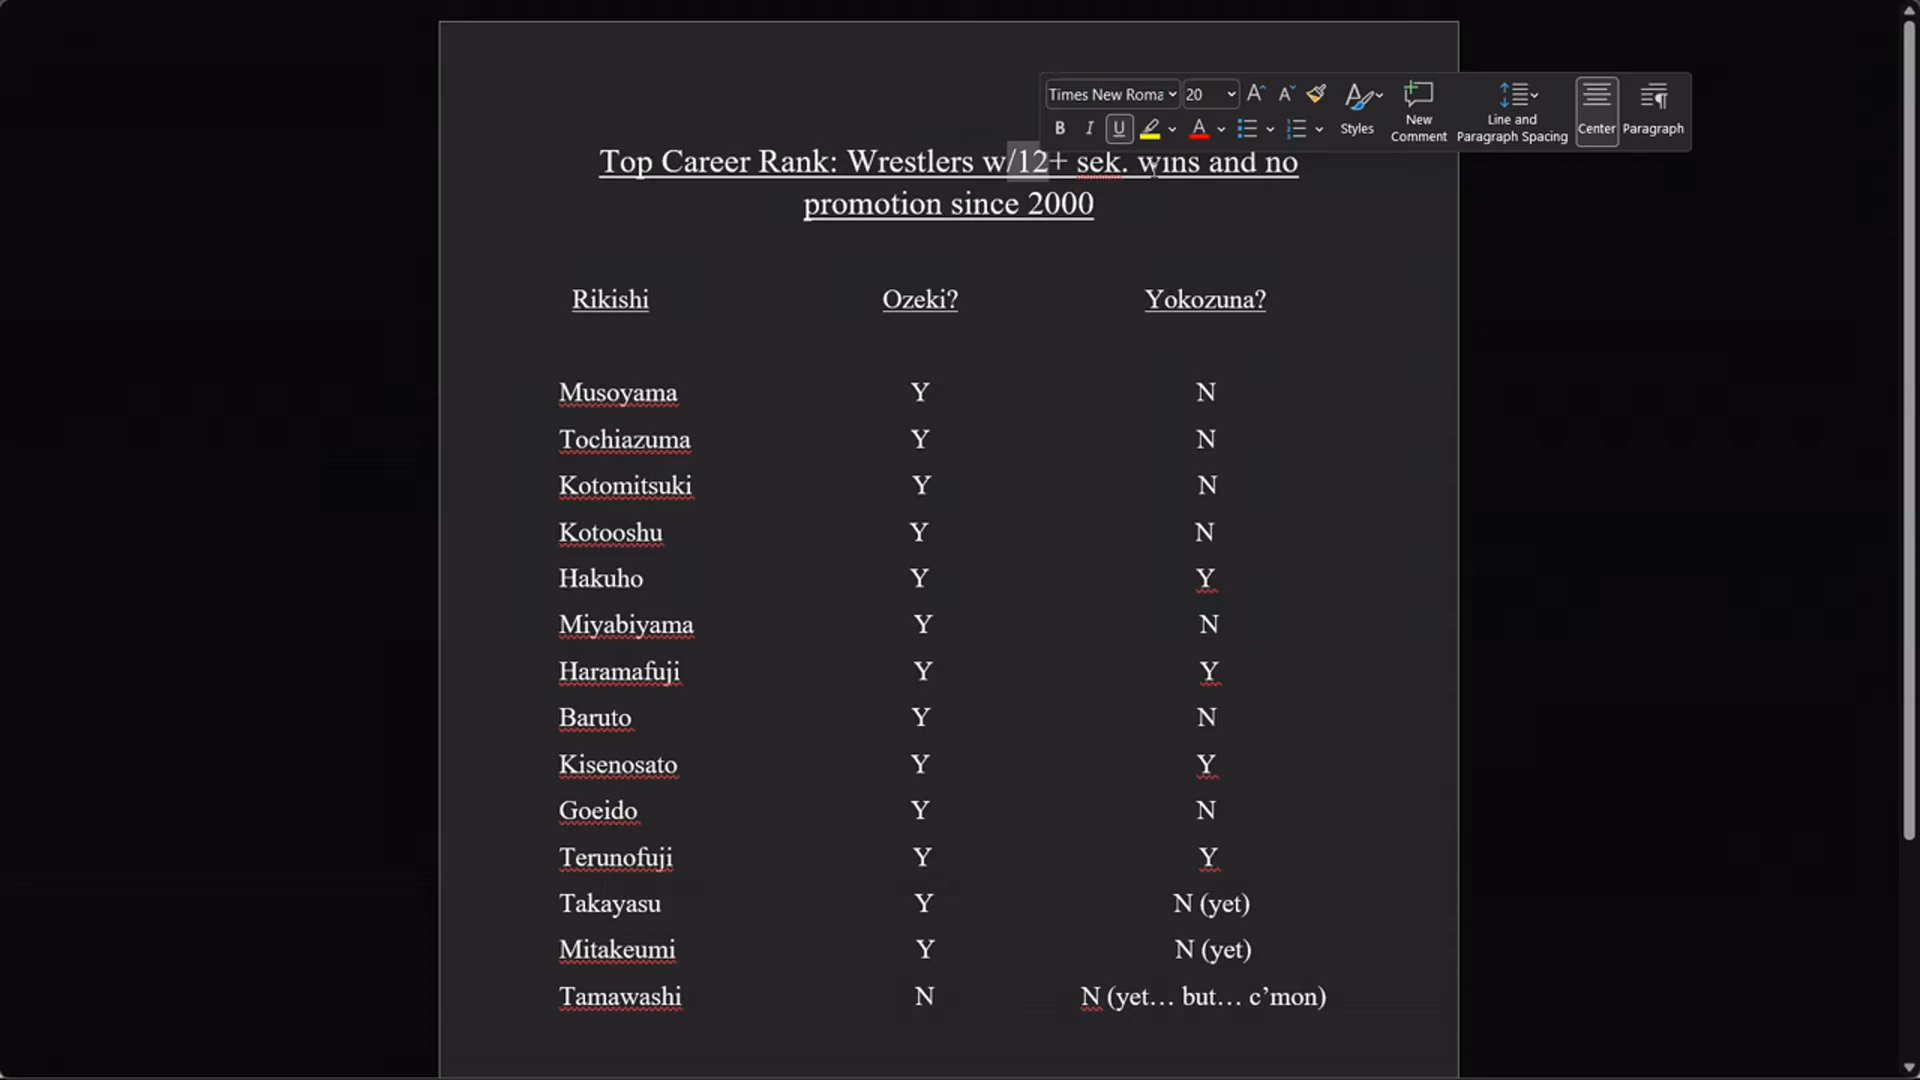 Times New Roma 20
B I U Styles New Comment Line and Paragraph Spacing Center Paragraph
Top Career Rank: Wrestlers w/12+ sek. wins and no
promotion since 2000
Rikishi Ozeki? Yokozuna?
Musoyama Y N
Tochiazuma Y N
Kotomitsuki Y N
Kotooshu Y N
Hakuho Y Y
Miyabiyama Y N
Haramafuji Y Y
Baruto Y N
Kisenosato Y Y
Goeido Y N
Terunofuji Y Y
Takayasu Y N (yet)
Mitakeumi Y N (yet)
Tamawashi N N (yet… but… c’mon)